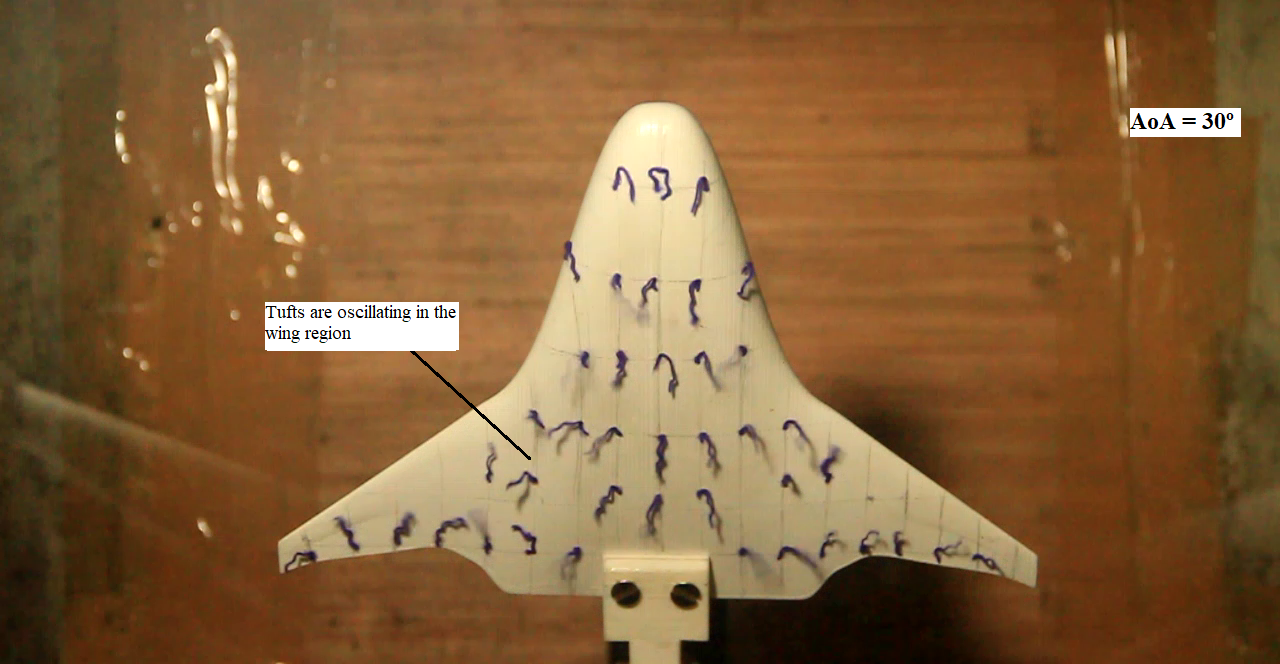 AoA = 30º
Tufts are oscillating in the
wing region